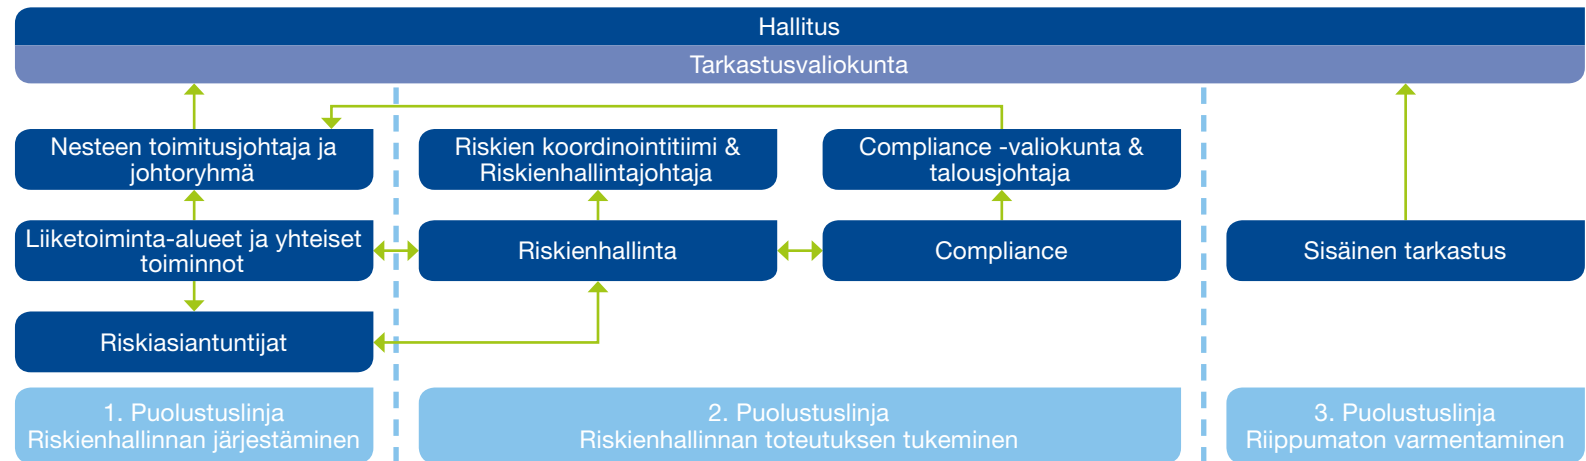 Hallitus
Tarkastusvaliokunta
Nesteen toimitusjohtaja ja
johtoryhmä
Riskien koordinointitiimi &
Riskienhallintajohtaja
Compliance -valiokunta &
talousjohtaja
Liiketoiminta-alueet ja yhteiset
toiminnot
Riskienhallinta
Compliance
Sisäinen tarkastus
Riskiasiantuntijat
1. Puolustuslinja
Riskienhallinnan järjestäminen
2. Puolustuslinja
Riskienhallinnan toteutuksen tukeminen
3. Puolustuslinja
Riippumaton varmentaminen